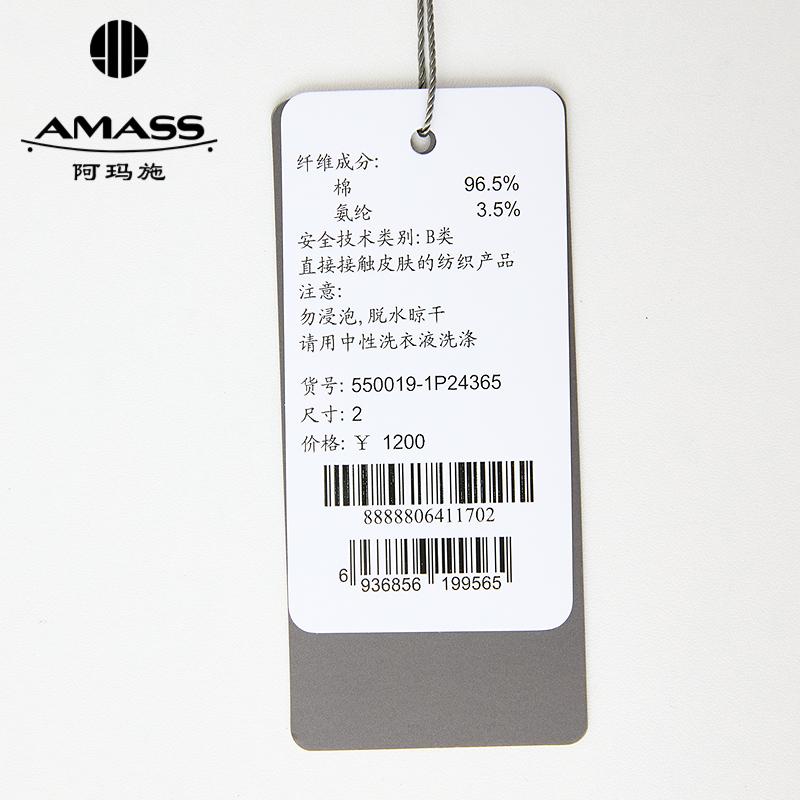 AMASS
阿玛施
纤维成分:
棉 96.5%
氨纶 3.5%
安全技术类别: B类
直接接触皮肤的纺织产品
注意:
勿浸泡,脱水晾干
请用中性洗衣液洗涤
货号: 550019-1P24365
尺寸: 2
价格: ￥ 1200
8888806411702
6 936856 199565